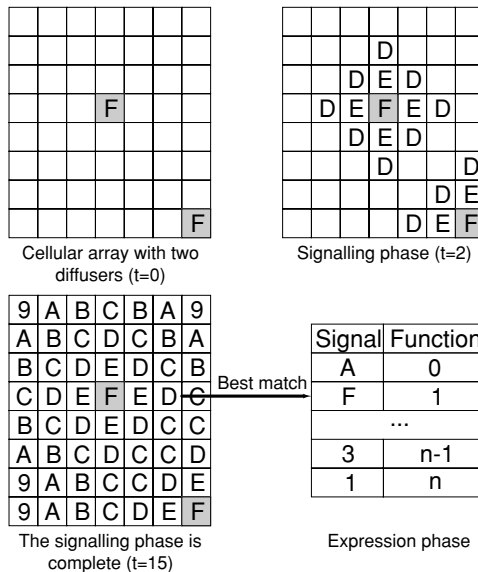 F
F
Cellular array with two
diffusers (t=0)
D
D E D
D E F E D
D E D
D D
D E
D E F
Signalling phase (t=2)
9 A B C B A 9
A B C D C B A
B C D E D C B
C D E F E D C
B C D E D C C
A B C D C C D
9 A B C C D E
9 A B C D E F
The signalling phase is
complete (t=15)
Best match
Signal Function
A 0
F 1
...
3 n-1
1 n
Expression phase